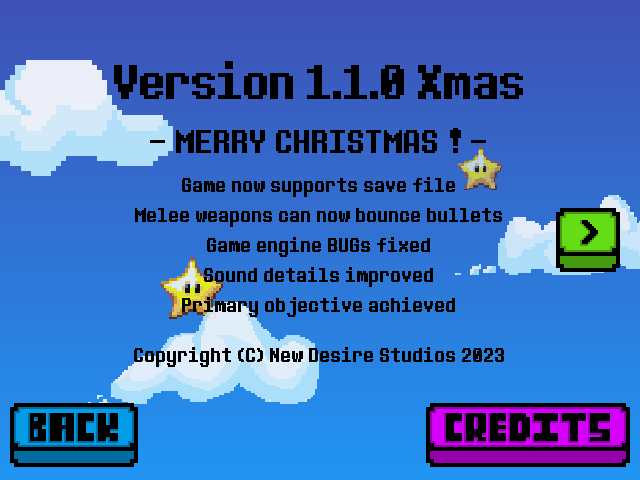 Version 1.1.0 Xmas
- MERRY CHRISTMAS ! -
Game now supports save file
Melee weapons can now bounce bullets
Game engine BUGs fixed
Sound details improved
Primary objective achieved
Copyright (C) New Desire Studios 2023
>
BACK
CREDITS